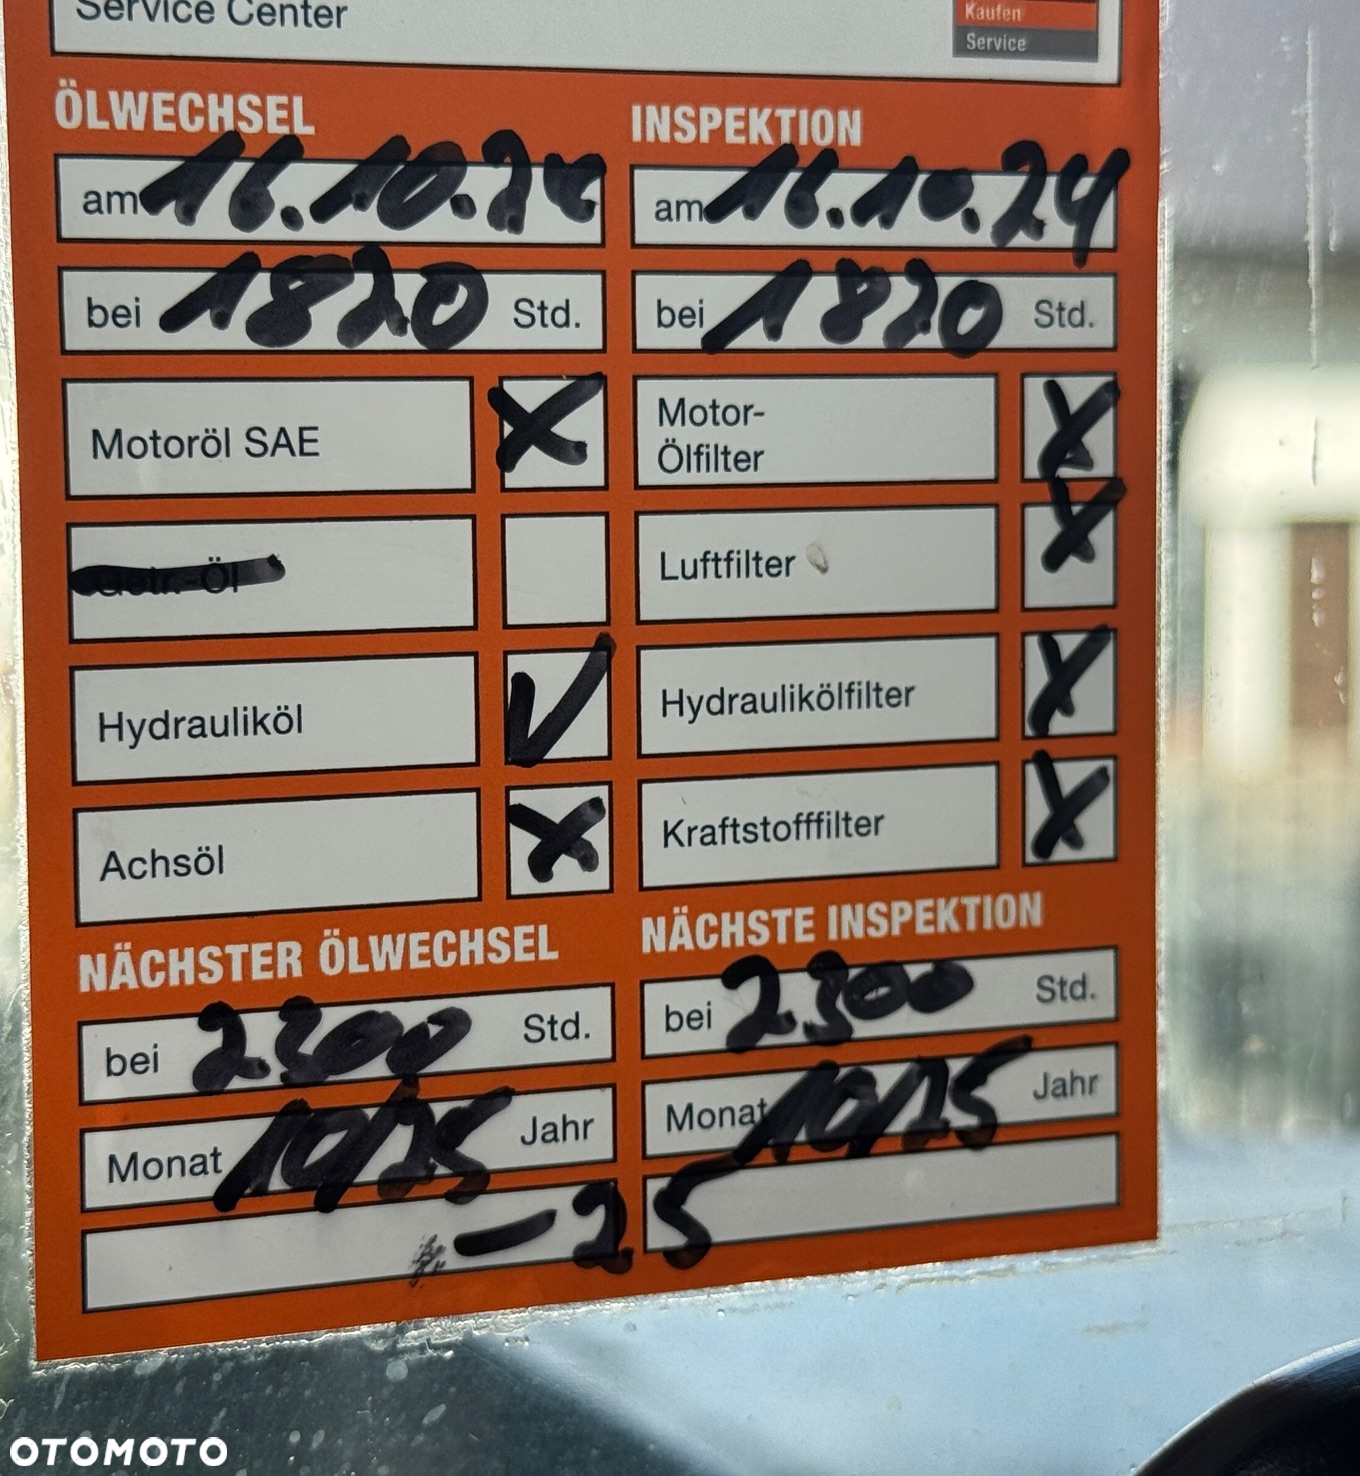 Service Center
Kaufen
Service
ÖLWECHSEL
am 16.10.24
bei 1820 Std.
Motoröl SAE X
Getr.-Öl
Hydrauliköl
Achsöl X
NÄCHSTER ÖLWECHSEL
bei 2300 Std.
Monat 10/25 Jahr
INSPEKTION
am 16.10.24
bei 1820 Std.
Motor-
Ölfilter X
Luftfilter X
Hydraulikölfilter X
Kraftstofffilter X
NÄCHSTE INSPEKTION
bei 2300 Std.
Monat 10/25 Jahr
- 25
OTOMOTO